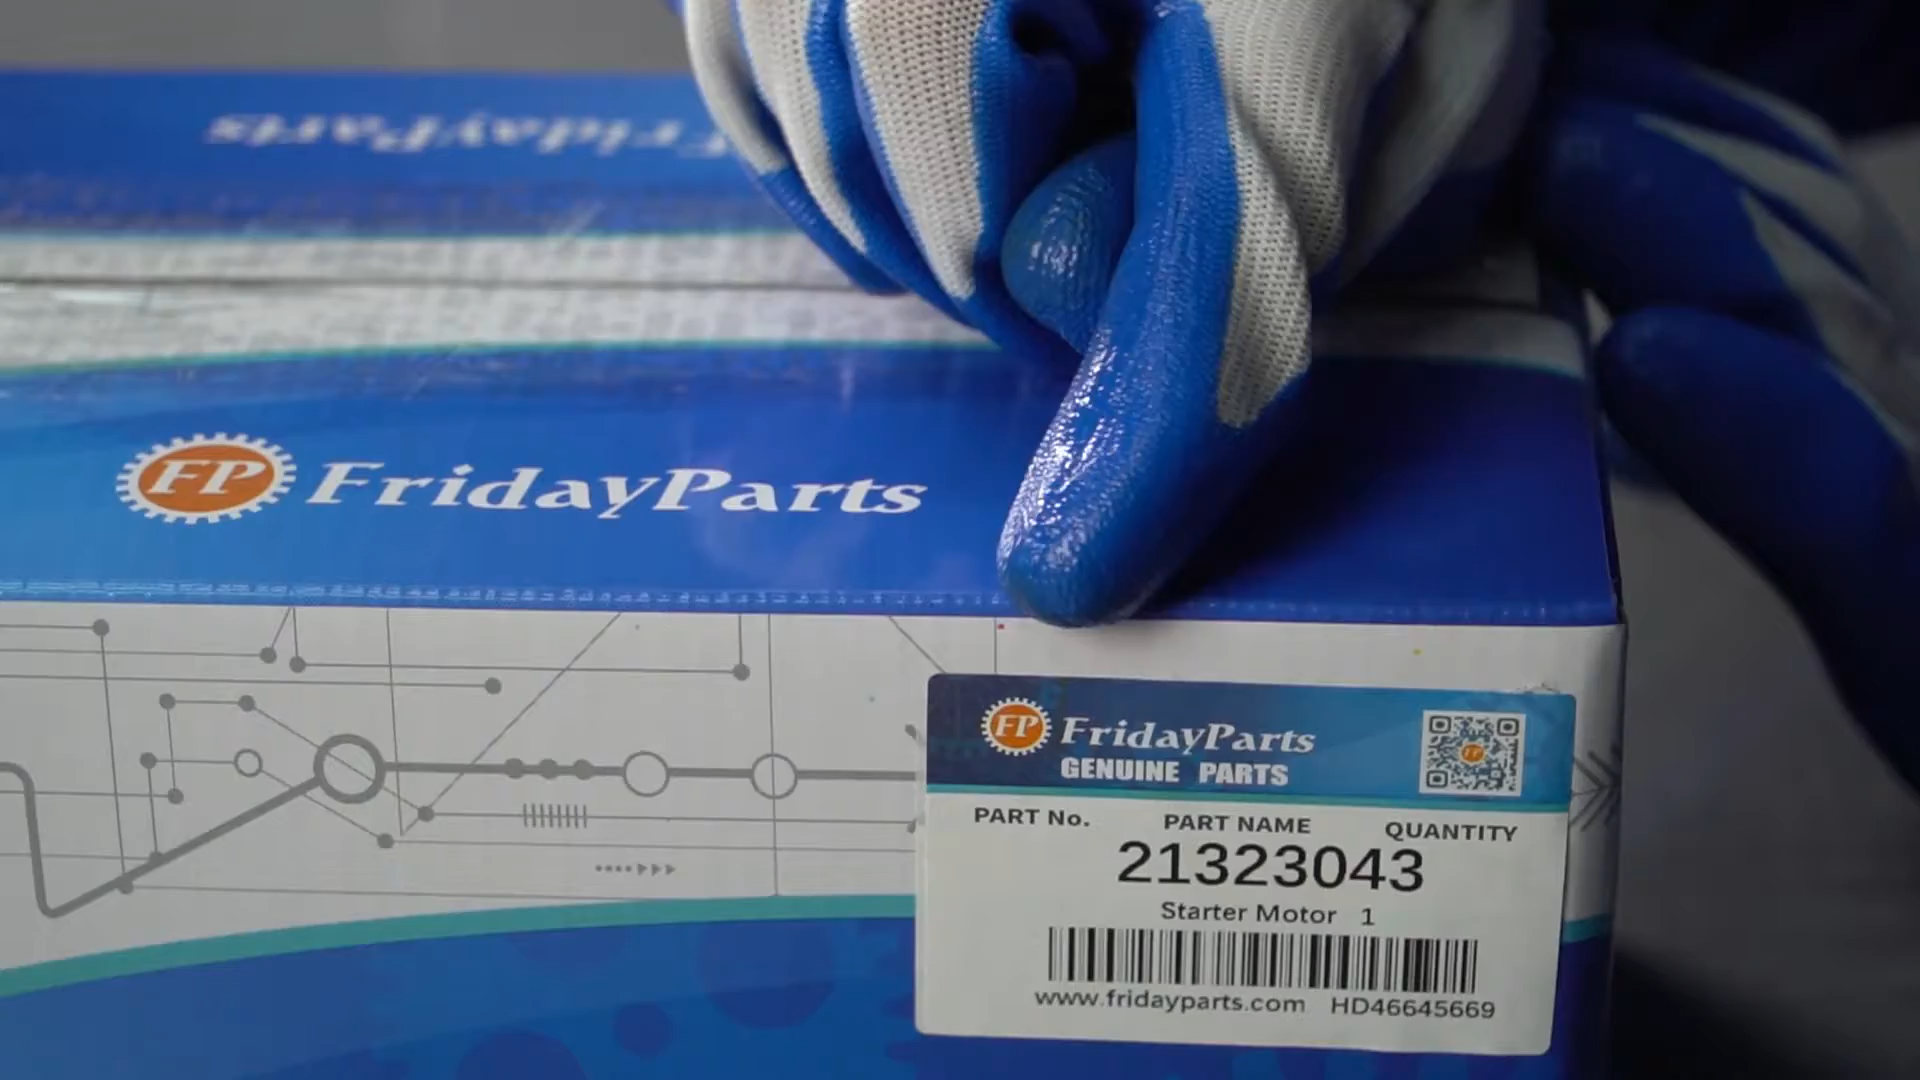 FridayParts
FP FridayParts
FP FridayParts
GENUINE PARTS
PART No. PART NAME QUANTITY
21323043
Starter Motor 1
www.fridayparts.com HD46645669